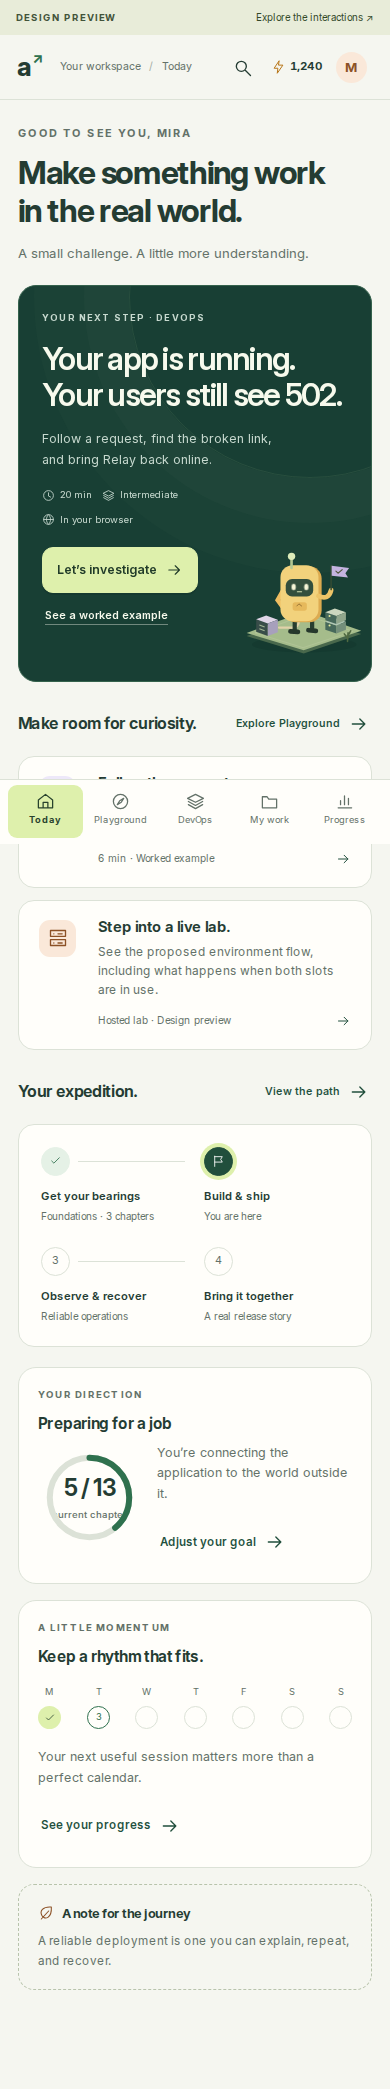 DESIGN PREVIEW
Explore the interactions ↗
a↗
Your workspace / Today
1,240
M
GOOD TO SEE YOU, MIRA
Make something work
in the real world.
A small challenge. A little more understanding.
YOUR NEXT STEP · DEVOPS
Your app is running.
Your users still see 502.
Follow a request, find the broken link,
and bring Relay back online.
20 min
Intermediate
In your browser
Let's investigate →
See a worked example
Make room for curiosity.
Explore Playground →
Today
Playground
DevOps
My work
Progress
6 min · Worked example →
Step into a live lab.
See the proposed environment flow,
including what happens when both slots
are in use.
Hosted lab · Design preview →
Your expedition.
View the path →
Get your bearings
Foundations · 3 chapters
Build & ship
You are here
3
4
Observe & recover
Reliable operations
Bring it together
A real release story
YOUR DIRECTION
Preparing for a job
5 / 13
urrent chapte
You're connecting the
application to the world outside
it.
Adjust your goal →
A LITTLE MOMENTUM
Keep a rhythm that fits.
M T W T F S S
3
Your next useful session matters more than a
perfect calendar.
See your progress →
A note for the journey
A reliable deployment is one you can explain, repeat,
and recover.